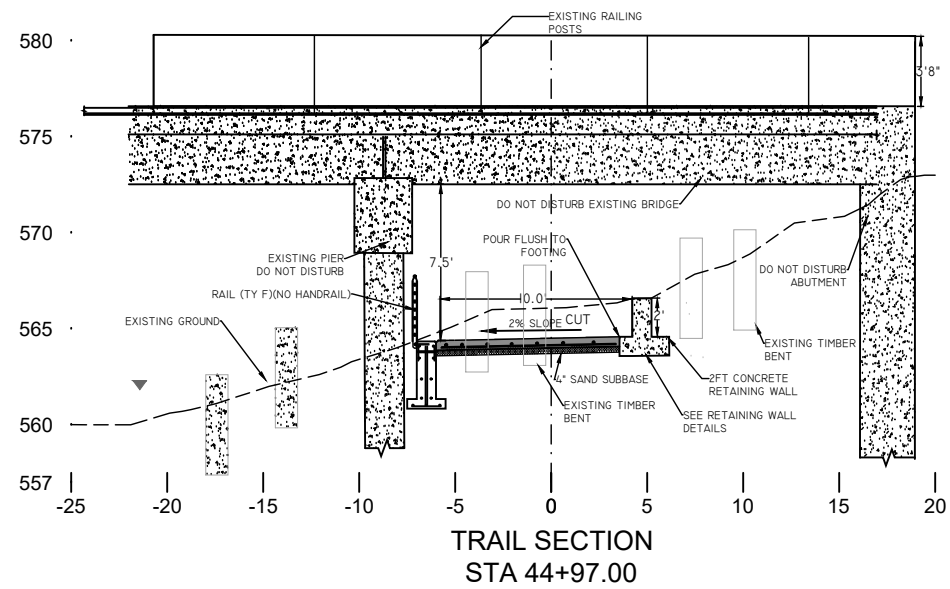 EXISTING RAILING
POSTS
580
3'8"
575
570
565
560
557
DO NOT DISTURB EXISTING BRIDGE
POUR FLUSH TO
FOOTING
EXISTING PIER
DO NOT DISTURB
7.5'
DO NOT DISTURB
ABUTMENT
RAIL (TY F)(NO HANDRAIL)
10.0'
2'
EXISTING GROUND
2% SLOPE
CUT
EXISTING TIMBER
BENT
4" SAND SUBBASE
2FT CONCRETE
RETAINING WALL
EXISTING TIMBER
BENT
SEE RETAINING WALL
DETAILS
-25 -20 -15 -10 -5 0 5 10 15 20
TRAIL SECTION
STA 44+97.00